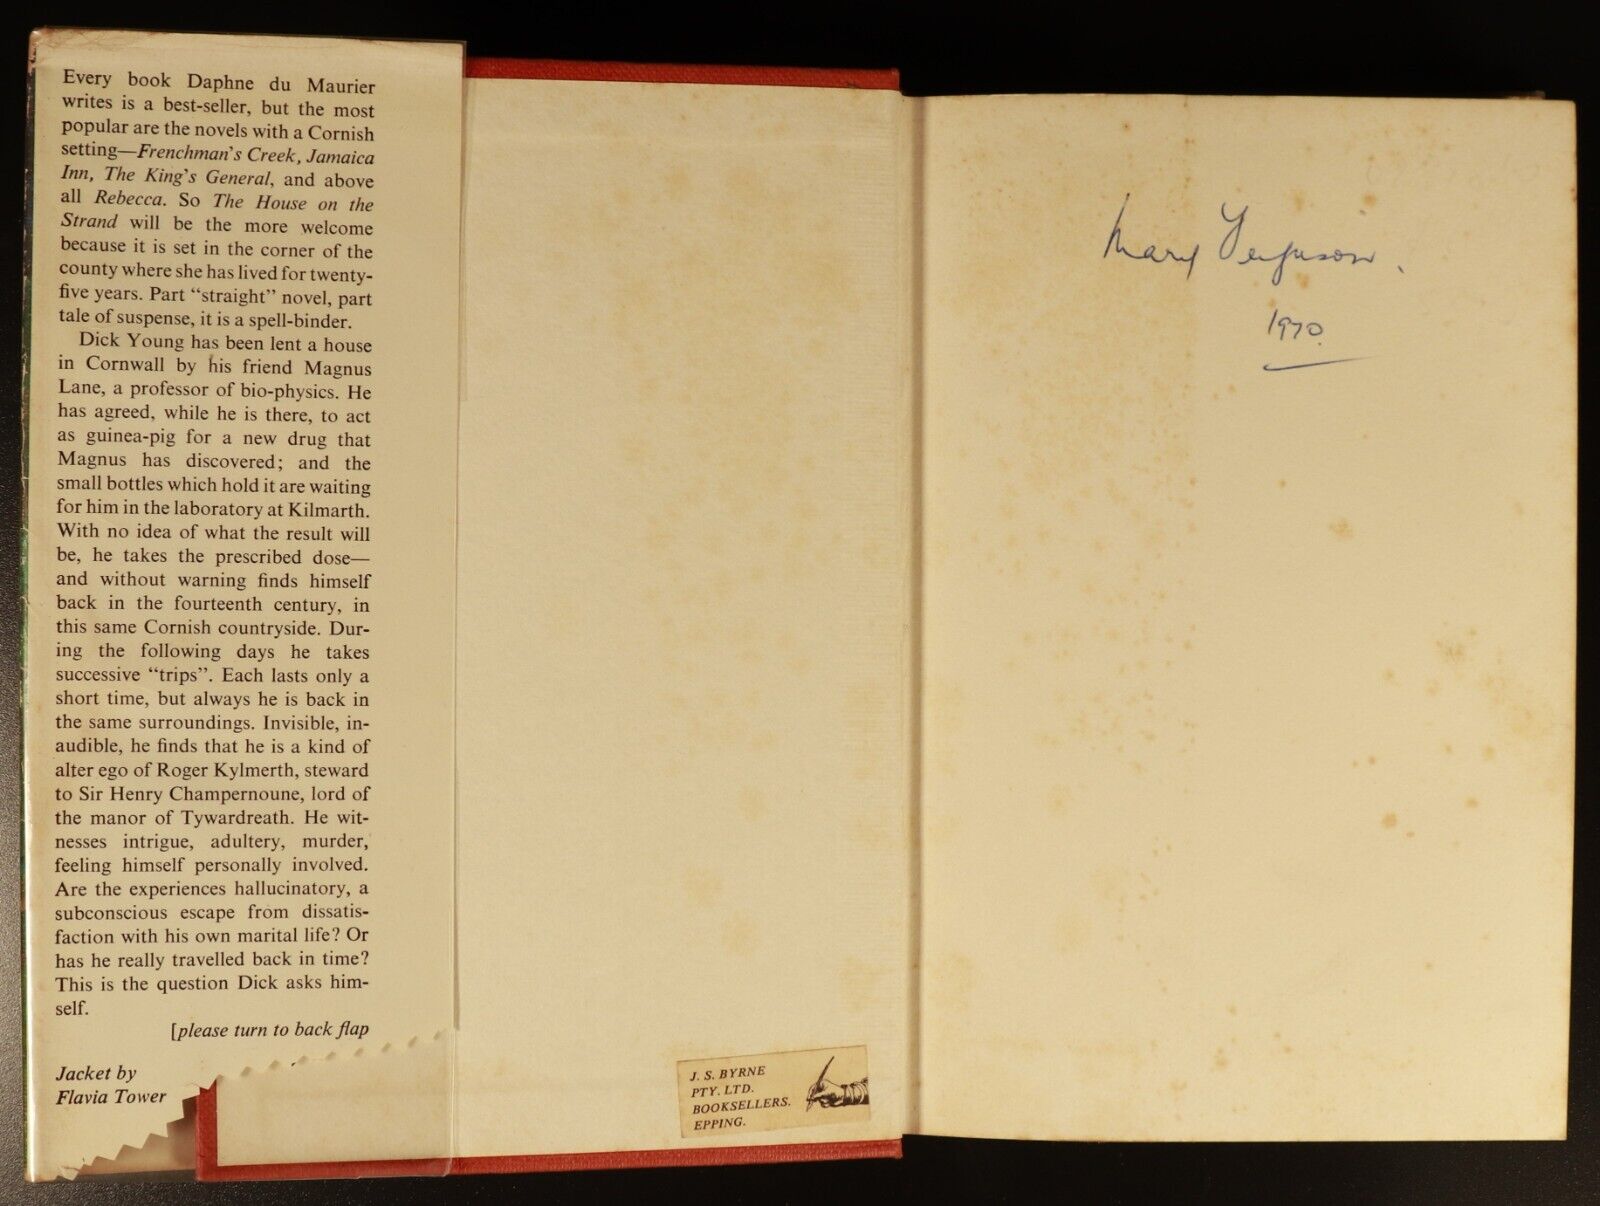 Every book Daphne du Maurier
writes is a best-seller, but the most
popular are the novels with a Cornish
setting—Frenchman's Creek, Jamaica
Inn, The King's General, and above
all Rebecca. So The House on the
Strand will be the more welcome
because it is set in the corner of the
county where she has lived for twenty-
five years. Part “straight” novel, part
tale of suspense, it is a spell-binder.
Dick Young has been lent a house
in Cornwall by his friend Magnus
Lane, a professor of bio-physics. He
has agreed, while he is there, to act
as guinea-pig for a new drug that
Magnus has discovered; and the
small bottles which hold it are waiting
for him in the laboratory at Kilmarth.
With no idea of what the result will
be, he takes the prescribed dose—
and without warning finds himself
back in the fourteenth century, in
this same Cornish countryside. Dur-
ing the following days he takes
successive “trips”. Each lasts only a
short time, but always he is back in
the same surroundings. Invisible, in-
audible, he finds that he is a kind of
alter ego of Roger Kylmerth, steward
to Sir Henry Champernoune, lord of
the manor of Tywardreath. He wit-
nesses intrigue, adultery, murder,
feeling himself personally involved.
Are the experiences hallucinatory, a
subconscious escape from dissatis-
faction with his own marital life? Or
has he really travelled back in time?
This is the question Dick asks him-
self.
[please turn to back flap
Jacket by
Flavia Tower
J. S. BYRNE
PTY. LTD.
BOOKSELLERS.
EPPING.
Mary Ferguson.
1970.